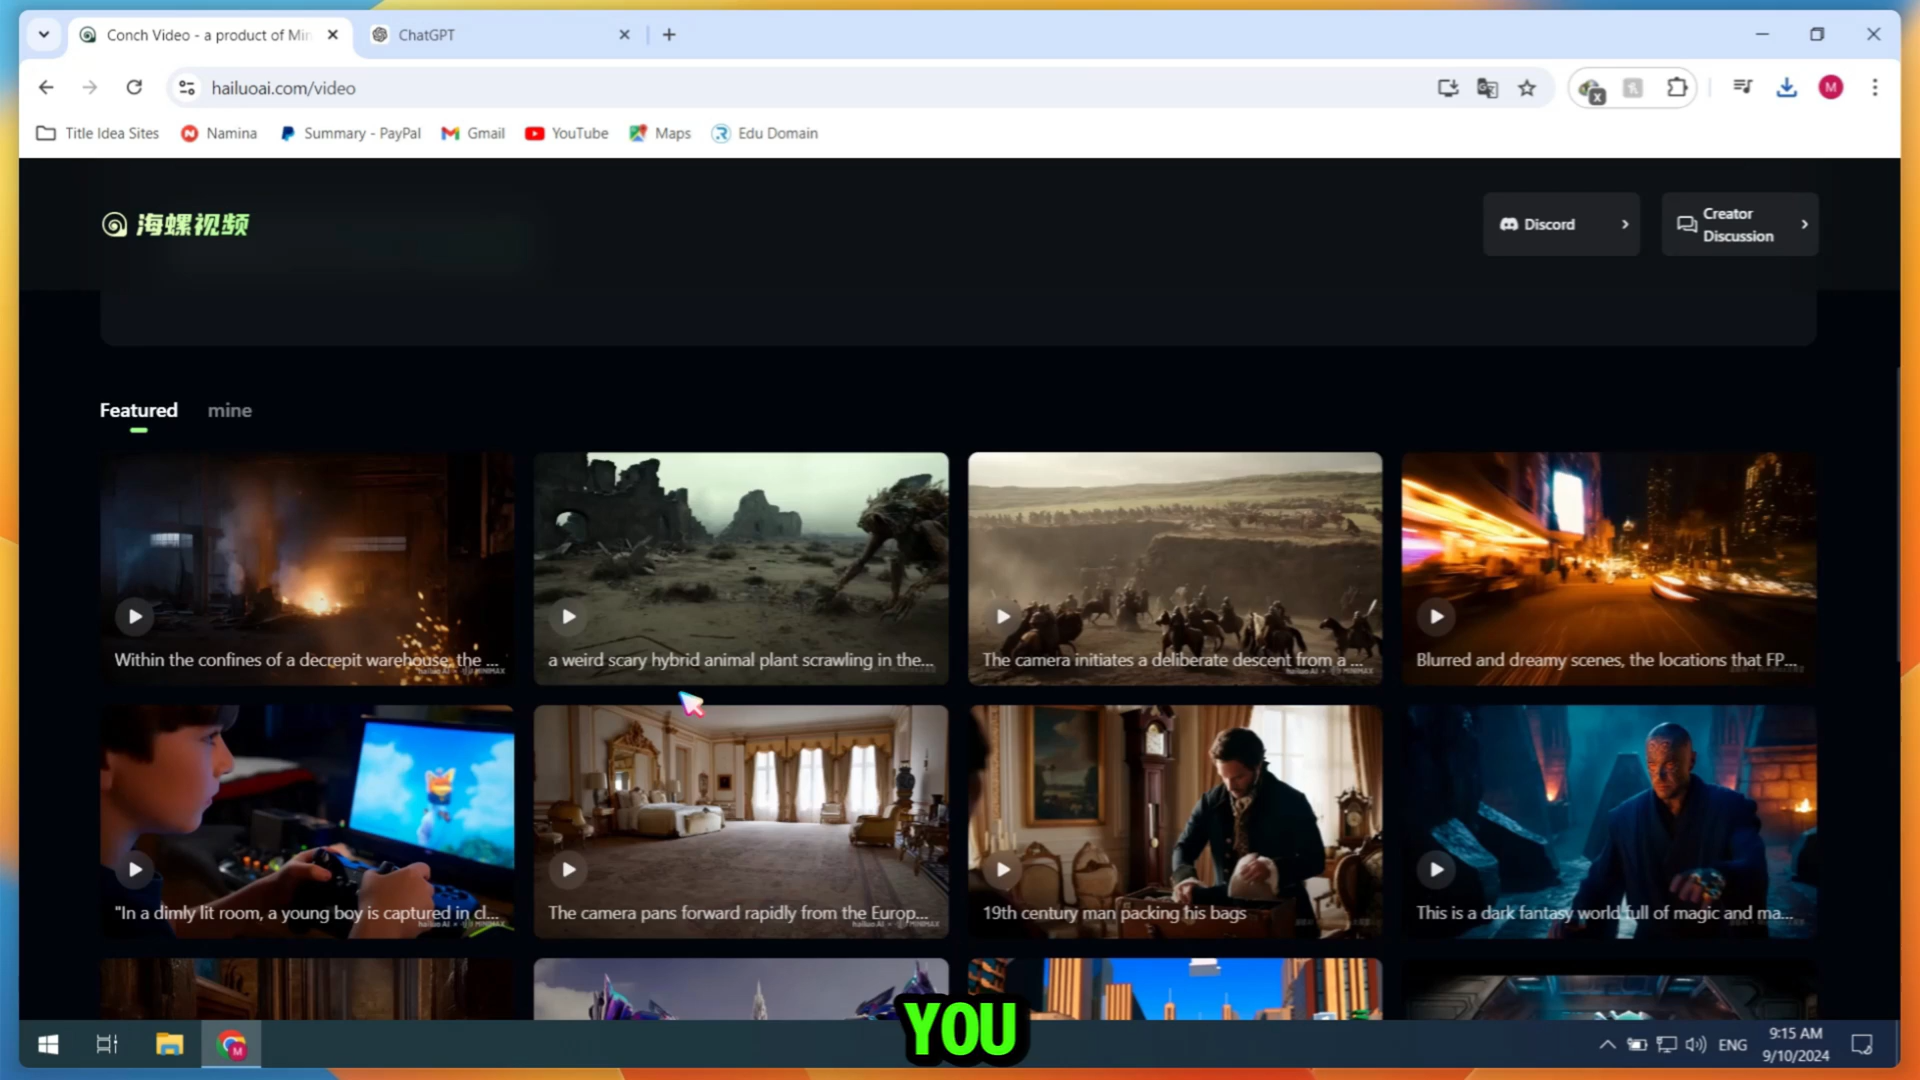 Conch Video - a product of Min
ChatGPT
hailuoai.com/video
M
Title Idea Sites
Namina
Summary - PayPal
Gmail
YouTube
Maps
Edu Domain
海螺视频
Discord
Creator
Discussion
Featured
mine
Within the confines of a decrepit warehouse, the ...
a weird scary hybrid animal plant scrawling in the...
The camera initiates a deliberate descent from a ...
Blurred and dreamy scenes, the locations that FP...
"In a dimly lit room, a young boy is captured in cl...
The camera pans forward rapidly from the Europ...
19th century man packing his bags
This is a dark fantasy world full of magic and ma...
YOU
M
ENG
9:15 AM
9/10/2024